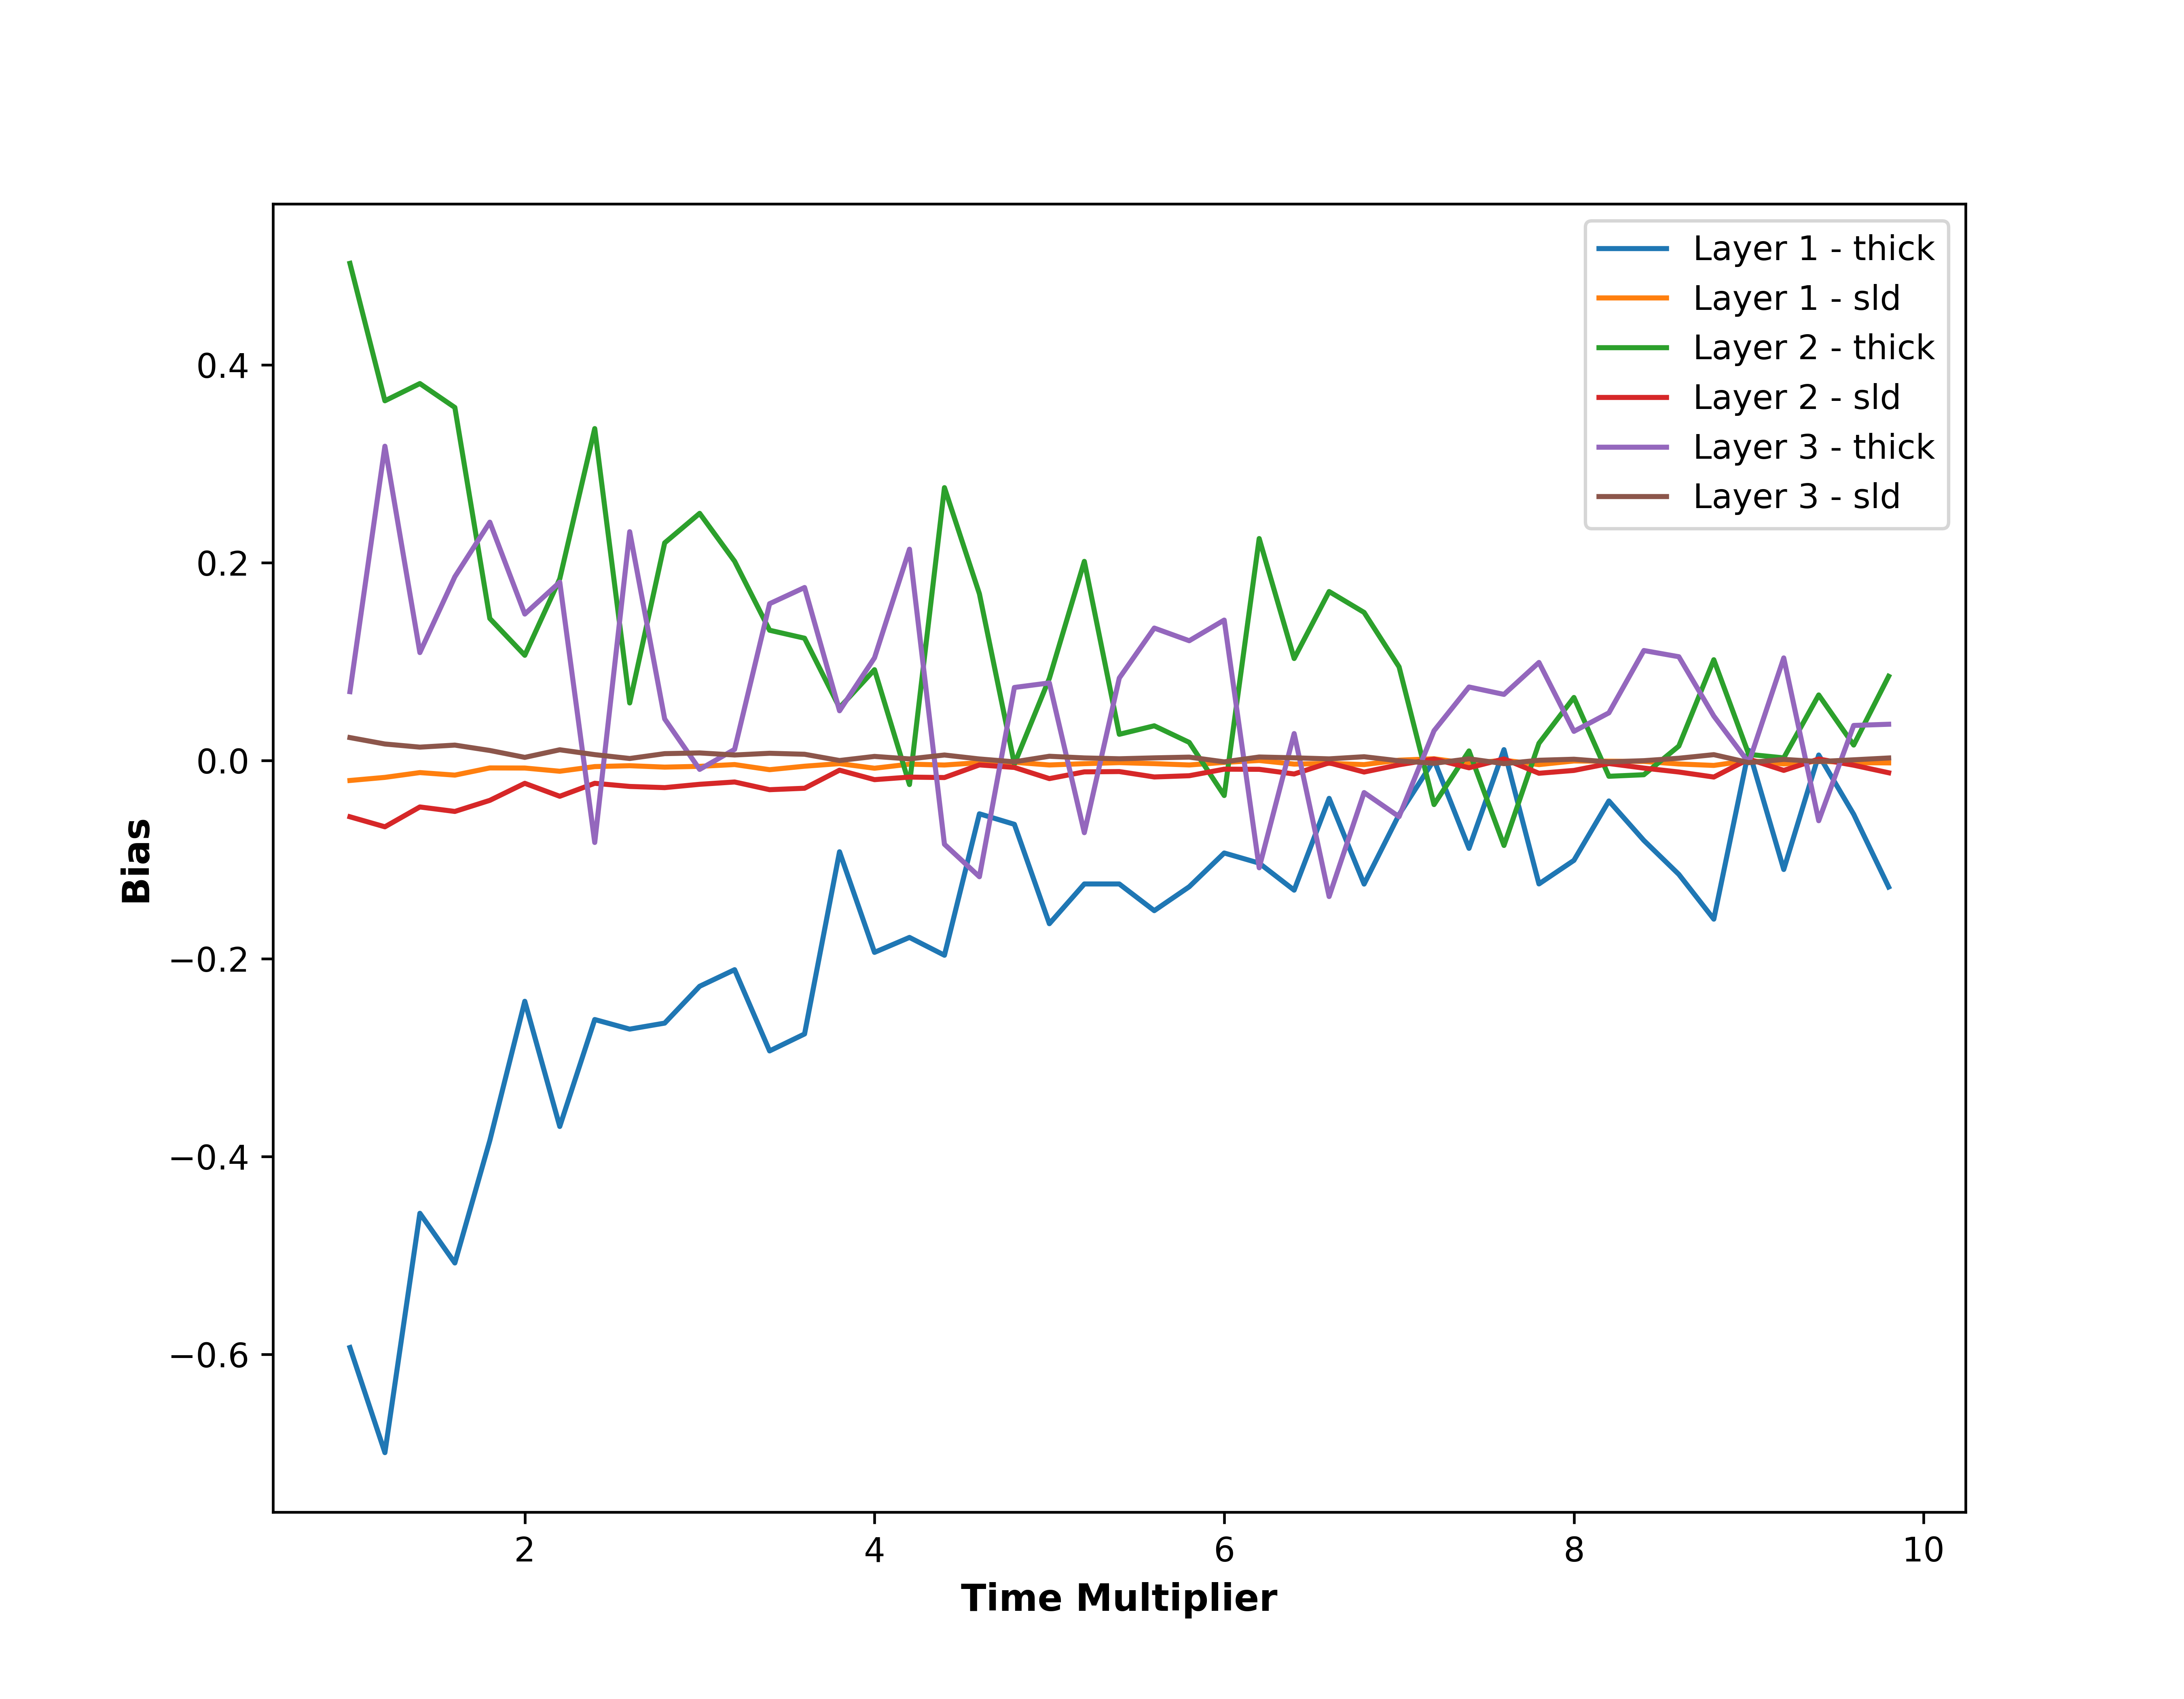 Layer 1 - thick
Layer 1 - sld
Layer 2 - thick
Layer 2 - sld
Layer 3 - thick
Layer 3 - sld
0.4
0.2
0.0
−0.2
−0.4
−0.6
Bias
2 4 6 8 10
Time Multiplier